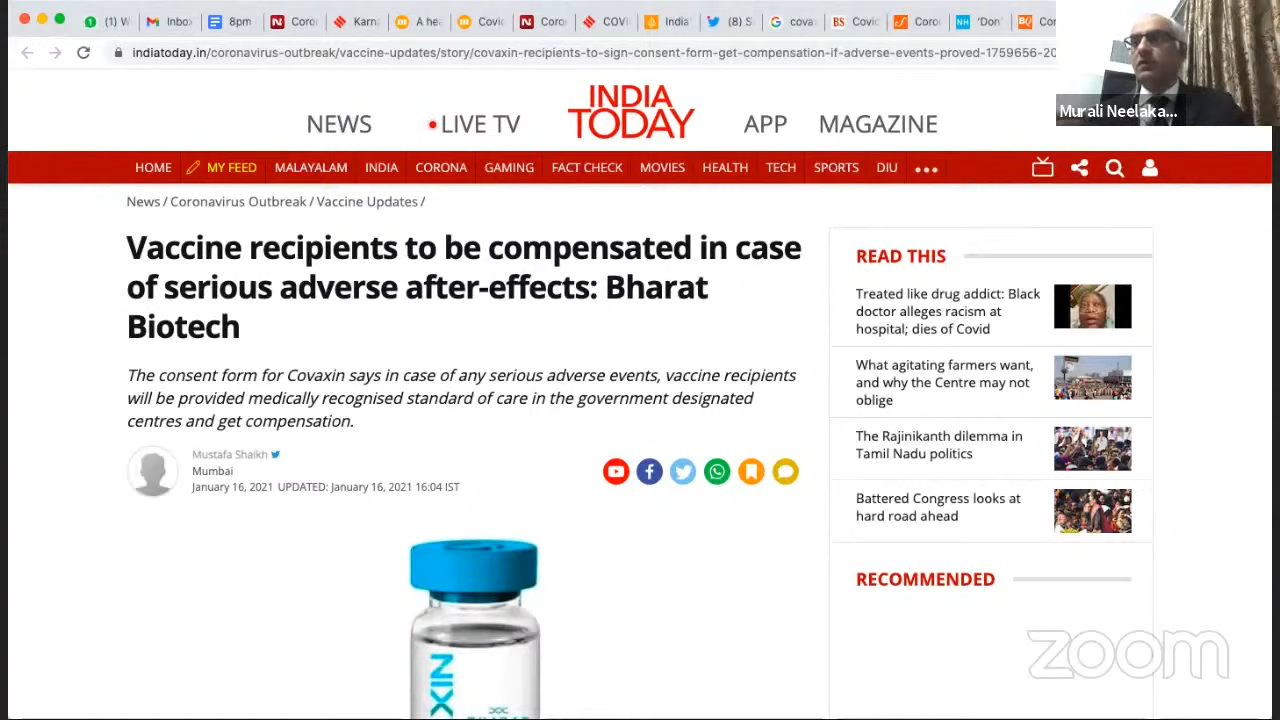 (1) W
Inbo
8pm
Coro
Karn
A hea
Covid
Coro
COVI
India'
(8) S
cova
BS
Covic
Coro
NH
'Don'
BQ
Cor
indiatoday.in/coronavirus-outbreak/vaccine-updates/story/covaxin-recipients-to-sign-consent-form-get-compensation-if-adverse-events-proved-1759656-20
Murali Neelaka...
NEWS
LIVE TV
INDIA
TODAY
APP
MAGAZINE
HOME MY FEED MALAYALAM INDIA CORONA GAMING FACT CHECK MOVIES HEALTH TECH SPORTS DIU
News / Coronavirus Outbreak / Vaccine Updates /
Vaccine recipients to be compensated in case
of serious adverse after-effects: Bharat
Biotech
The consent form for Covaxin says in case of any serious adverse events, vaccine recipients
will be provided medically recognised standard of care in the government designated
centres and get compensation.
Mustafa Shaikh
Mumbai
January 16, 2021 UPDATED: January 16, 2021 16:04 IST
READ THIS
Treated like drug addict: Black
doctor alleges racism at
hospital; dies of Covid
What agitating farmers want,
and why the Centre may not
oblige
The Rajinikanth dilemma in
Tamil Nadu politics
Battered Congress looks at
hard road ahead
RECOMMENDED
XIN
zoom